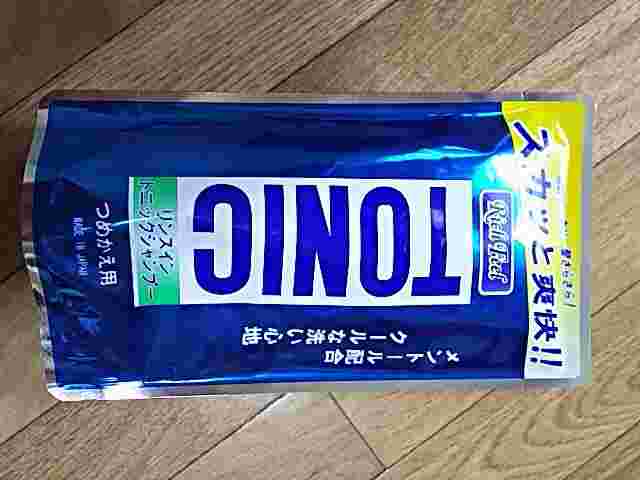 スカッと爽快!!
Rich Feel
TONIC
リンスイン
トニックシャンプー
メントール配合
クールな洗い心地
つめかえ用
MADE IN JAPAN